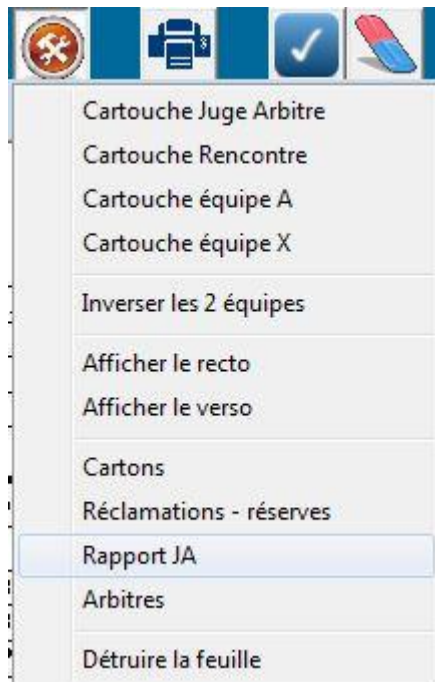 Cartouche Juge Arbitre
Cartouche Rencontre
Cartouche équipe A
Cartouche équipe X
Inverser les 2 équipes
Afficher le recto
Afficher le verso
Cartons
Réclamations - réserves
Rapport JA
Arbitres
Détruire la feuille